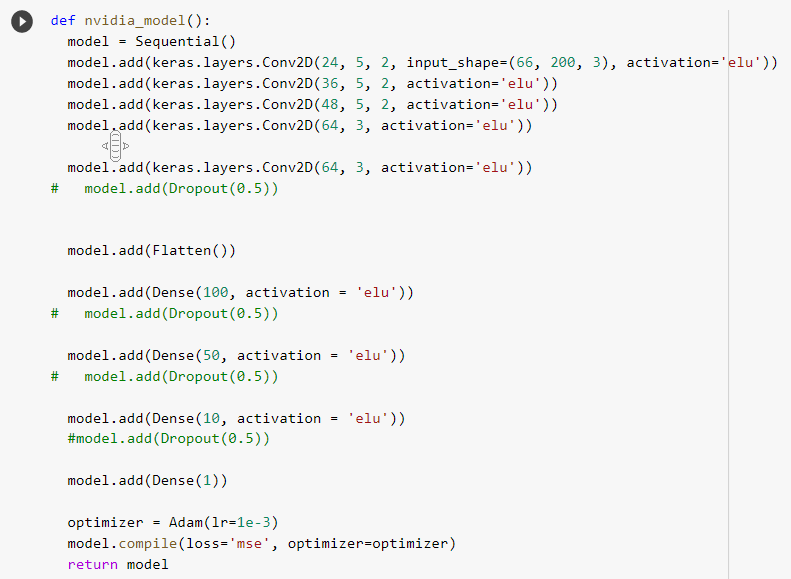 def nvidia_model():
  model = Sequential()
  model.add(keras.layers.Conv2D(24, 5, 2, input_shape=(66, 200, 3), activation='elu'))
  model.add(keras.layers.Conv2D(36, 5, 2, activation='elu'))
  model.add(keras.layers.Conv2D(48, 5, 2, activation='elu'))
  model.add(keras.layers.Conv2D(64, 3, activation='elu'))
  model.add(keras.layers.Conv2D(64, 3, activation='elu'))
#   model.add(Dropout(0.5))
  model.add(Flatten())
  model.add(Dense(100, activation = 'elu'))
#   model.add(Dropout(0.5))
  model.add(Dense(50, activation = 'elu'))
#   model.add(Dropout(0.5))
  model.add(Dense(10, activation = 'elu'))
  #model.add(Dropout(0.5))
  model.add(Dense(1))
  optimizer = Adam(lr=1e-3)
  model.compile(loss='mse', optimizer=optimizer)
  return model